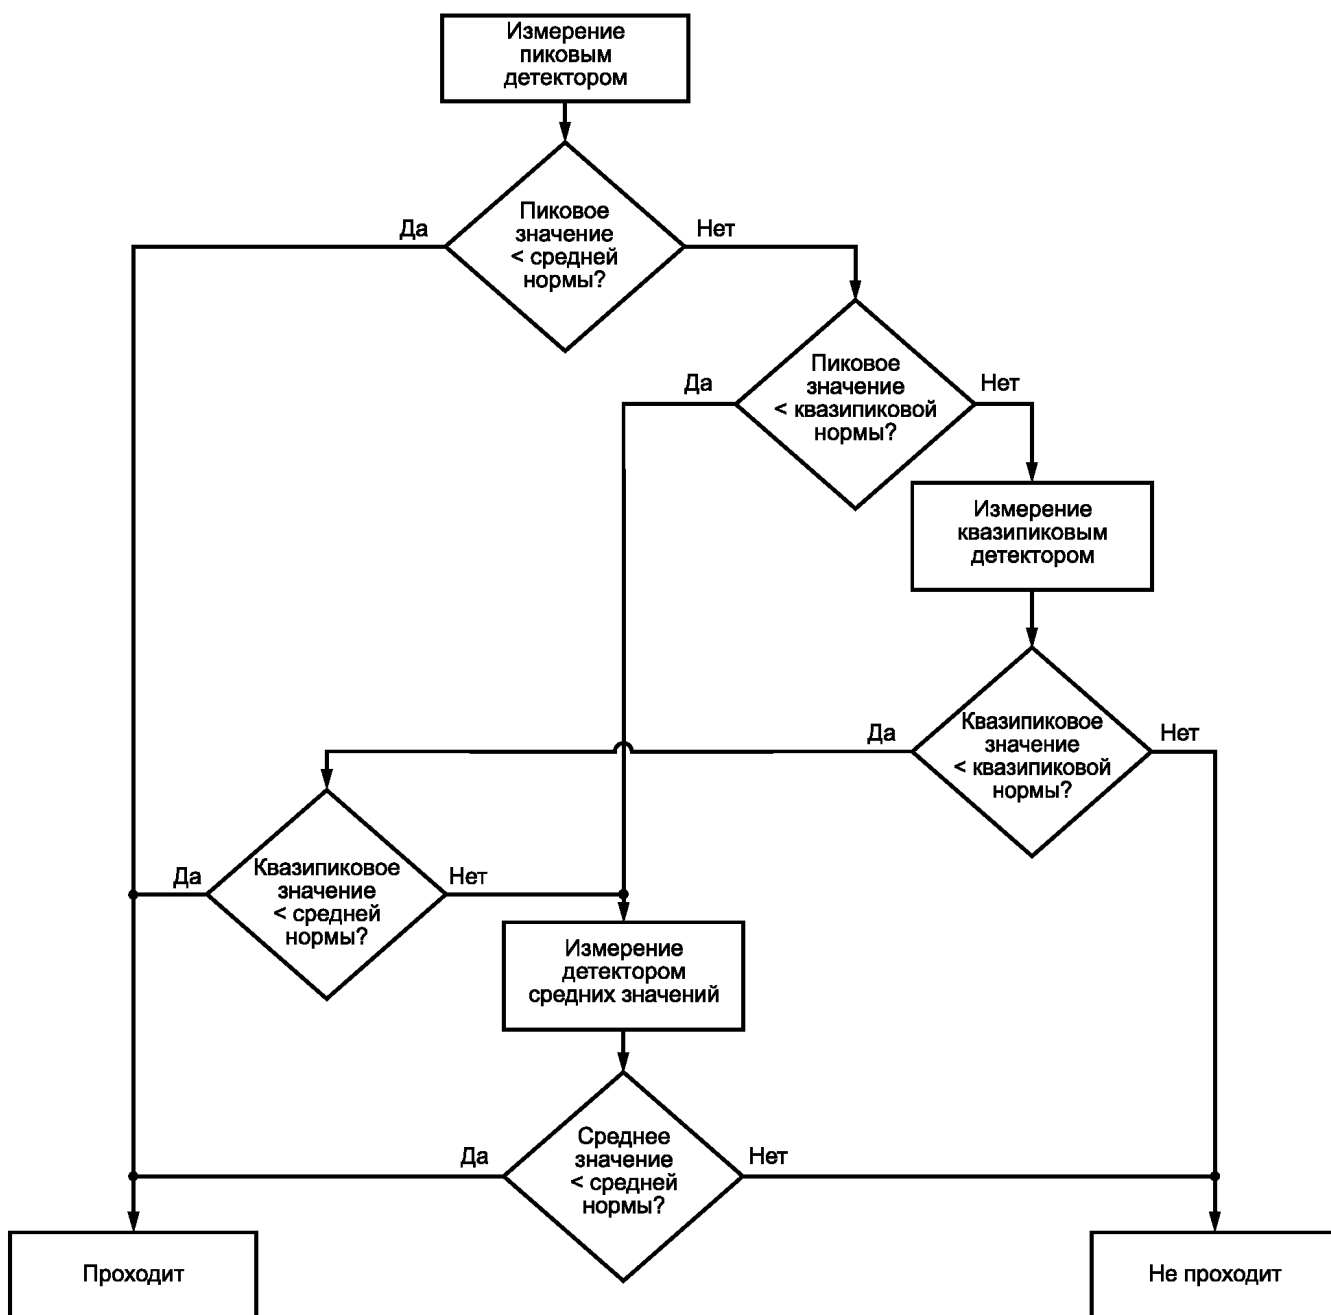 Измерение
пиковым
детектором
Пиковое
значение
< средней
нормы?
Да
Нет
Пиковое
значение
< квазипиковой
нормы?
Да
Нет
Измерение
квазипиковым
детектором
Квазипиковое
значение
< квазипиковой
нормы?
Да
Нет
Квазипиковое
значение
< средней
нормы?
Да
Нет
Измерение
детектором
средних значений
Среднее
значение
< средней
нормы?
Да
Нет
Проходит
Не проходит